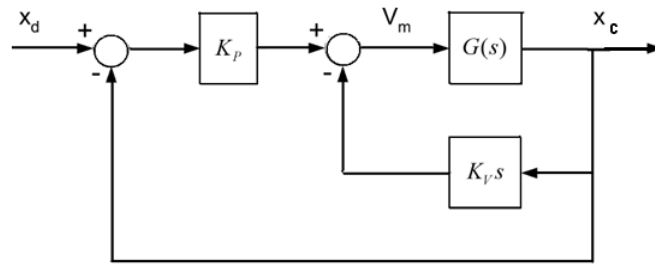 x_d
V_m
x_c
+
-
K_P
+
-
G(s)
K_V s